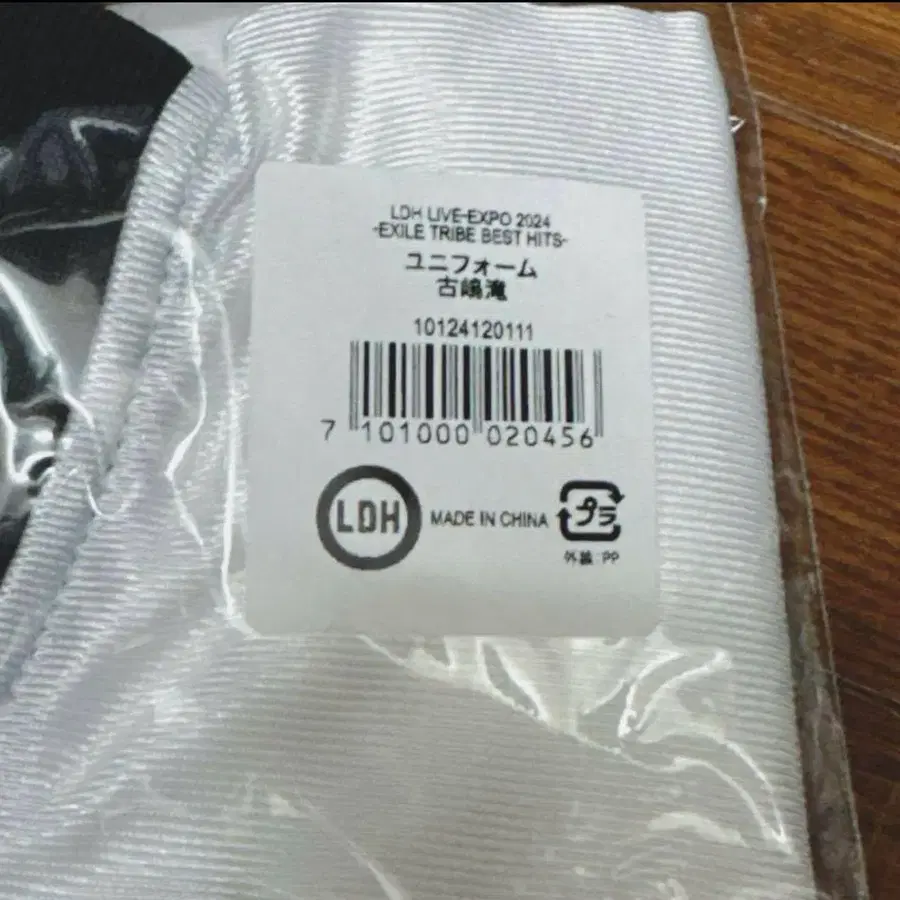 LDH LIVE-EXPO 2024
-EXILE TRIBE BEST HITS-
ユニフォーム
古嶋滝
10124120111
7 101000 020456
LDH
MADE IN CHINA
プラ
外装:PP